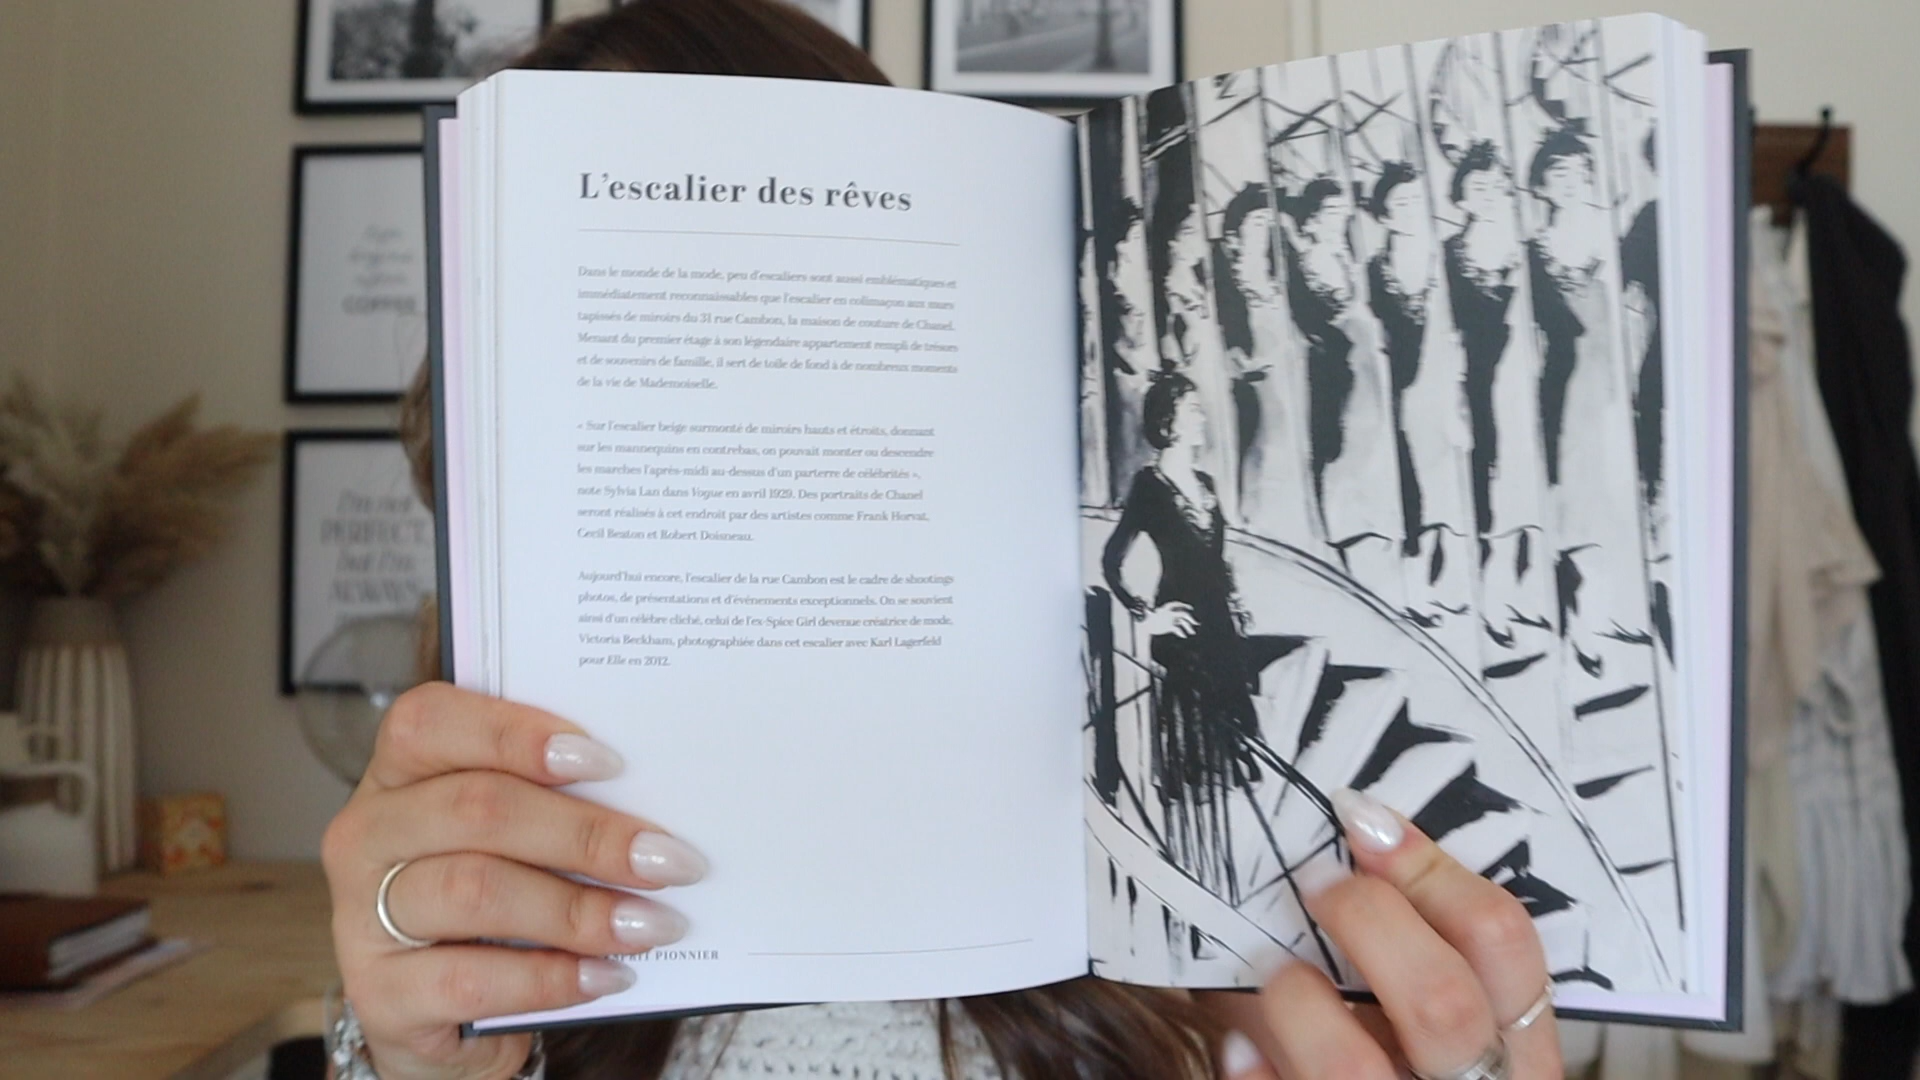 L'escalier des rêves
Dans le monde de la mode, peu d'escaliers sont aussi emblématiques et
immédiatement reconnaissables que l'escalier en colimaçon aux murs
tapissés de miroirs du 31 rue Cambon, la maison de couture de Chanel.
Menant du premier étage à son légendaire appartement rempli de trésors
et de souvenirs de famille, il sert de toile de fond à de nombreux moments
de la vie de Mademoiselle.
« Sur l'escalier beige surmonté de miroirs hauts et étroits, donnant
sur les mannequins en contrebas, on pouvait monter ou descendre
les marches l'après-midi au-dessus d'un parterre de célébrités »,
note Sylvia Lan dans Vogue en avril 1929. Des portraits de Chanel
seront réalisés à cet endroit par des artistes comme Frank Horvat,
Cecil Beaton et Robert Doisneau.
Aujourd'hui encore, l'escalier de la rue Cambon est le cadre de shootings
photos, de présentations et d'événements exceptionnels. On se souvient
ainsi d'un célèbre cliché, celui de l'ex-Spice Girl devenue créatrice de mode,
Victoria Beckham, photographiée dans cet escalier avec Karl Lagerfeld
pour Elle en 2012.
PIONNIER
COFFEE
I'm not
PERFECT
but I'm
ALWAYS